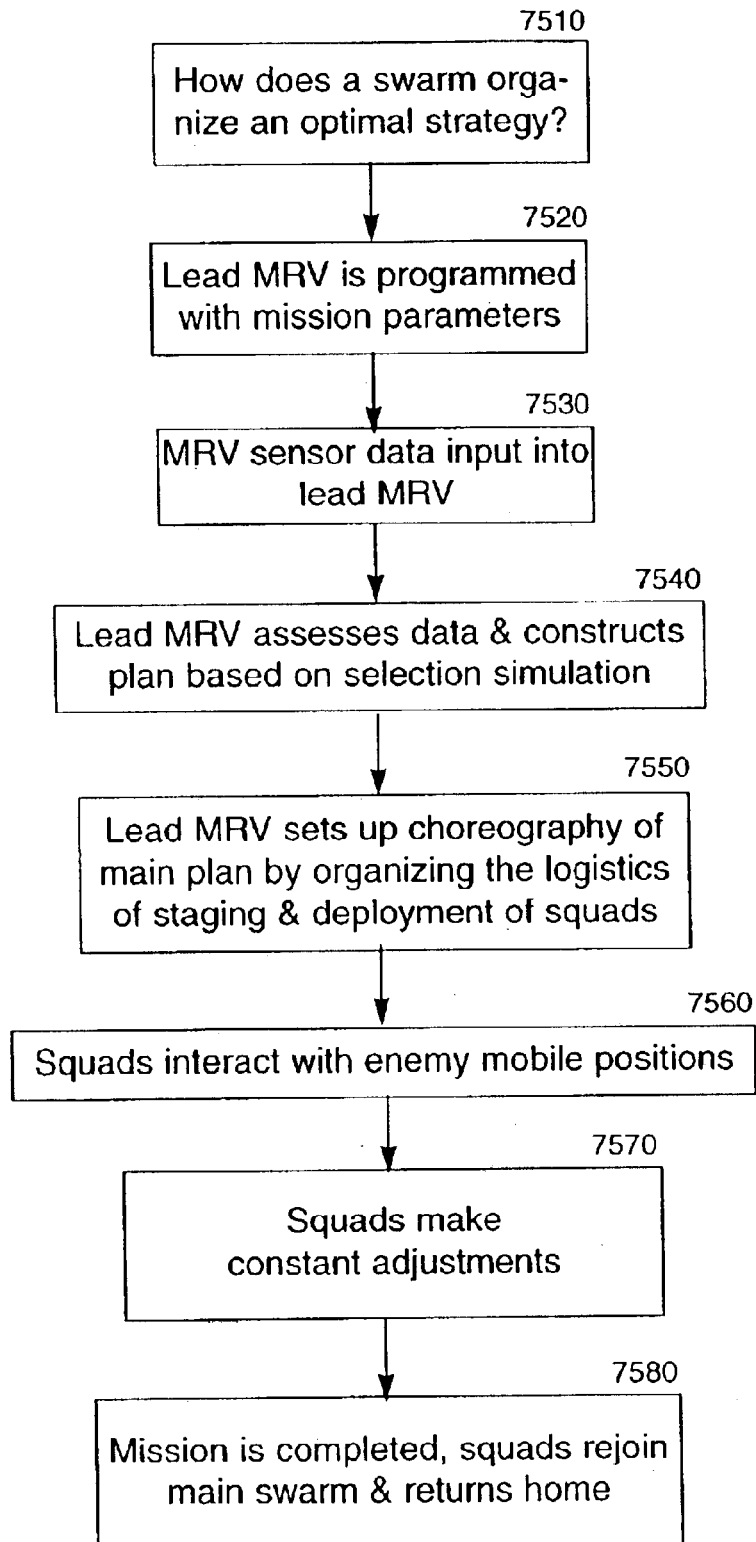 7510
How does a swarm orga-
nize an optimal strategy?
7520
Lead MRV is programmed
with mission parameters
7530
MRV sensor data input into
lead MRV
7540
Lead MRV assesses data & constructs
plan based on selection simulation
7550
Lead MRV sets up choreography of
main plan by organizing the logistics
of staging & deployment of squads
7560
Squads interact with enemy mobile positions
7570
Squads make
constant adjustments
7580
Mission is completed, squads rejoin
main swarm & returns home